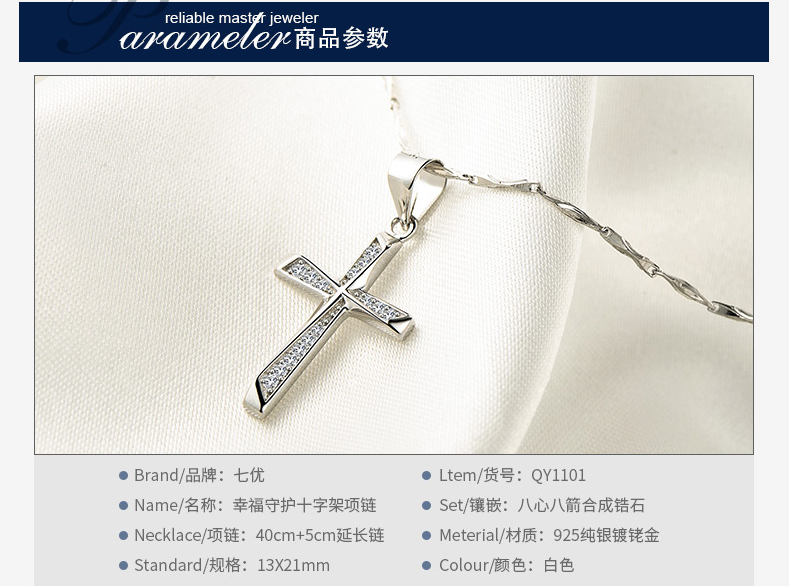 reliable master jeweler
Parameler商品参数
Brand/品牌：七优
Ltem/货号：QY1101
Name/名称：幸福守护十字架项链
Set/镶嵌：八心八箭合成锆石
Necklace/项链：40cm+5cm延长链
Meterial/材质：925纯银镀铑金
Standard/规格：13X21mm
Colour/颜色：白色